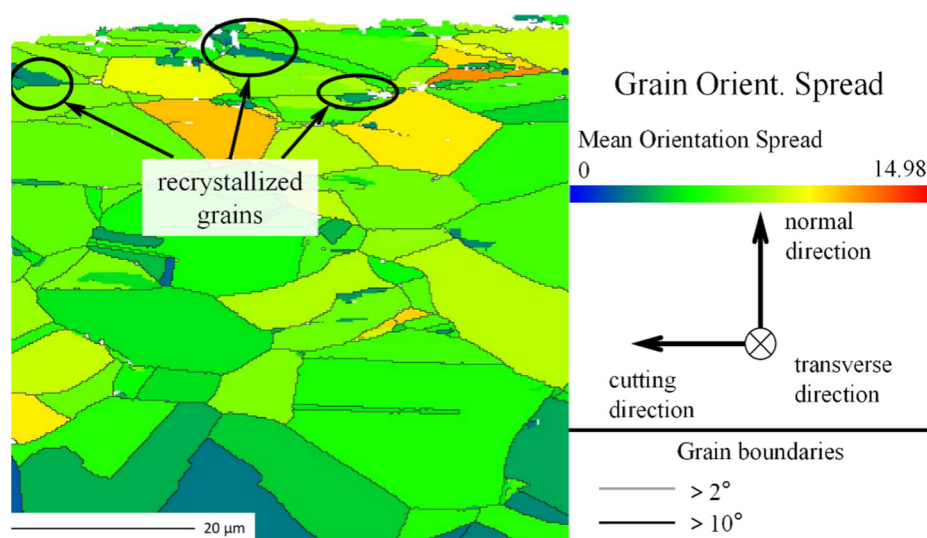 recrystallized
grains
20 µm
Grain Orient. Spread
Mean Orientation Spread
0 14.98
normal
direction
cutting
direction
transverse
direction
Grain boundaries
> 2°
> 10°